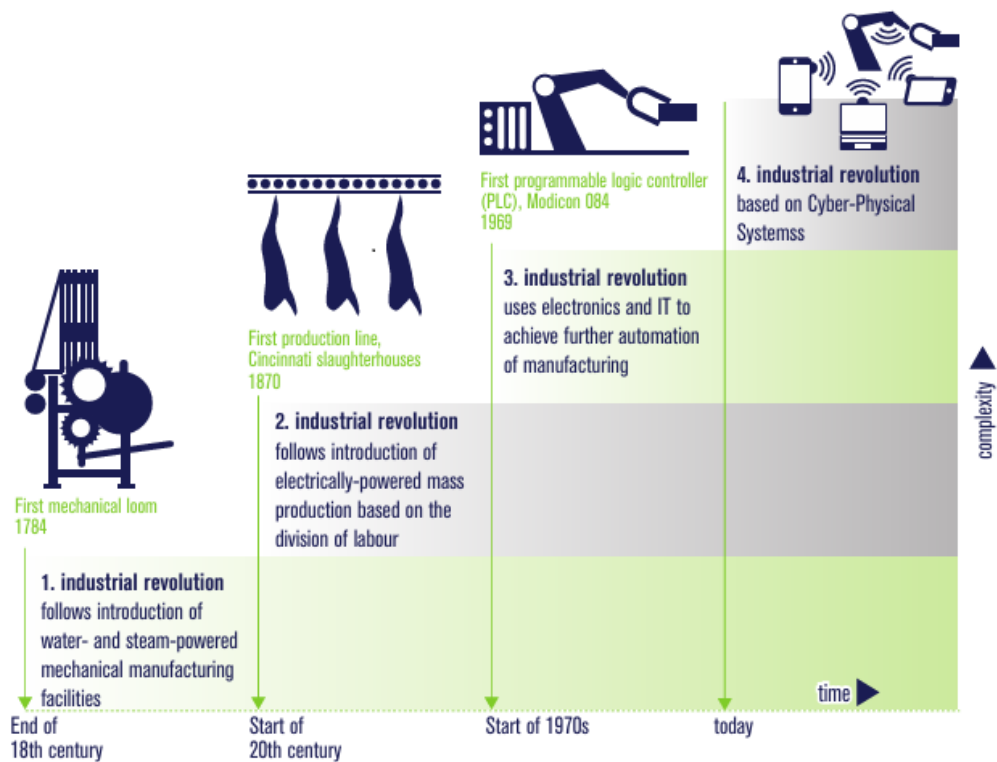 First mechanical loom
1784
1. industrial revolution
follows introduction of
water- and steam-powered
mechanical manufacturing
facilities
End of
18th century
First production line,
Cincinnati slaughterhouses
1870
2. industrial revolution
follows introduction of
electrically-powered mass
production based on the
division of labour
Start of
20th century
First programmable logic controller
(PLC), Modicon 084
1969
3. industrial revolution
uses electronics and IT to
achieve further automation
of manufacturing
Start of 1970s
4. industrial revolution
based on Cyber-Physical
Systemss
today
time
complexity